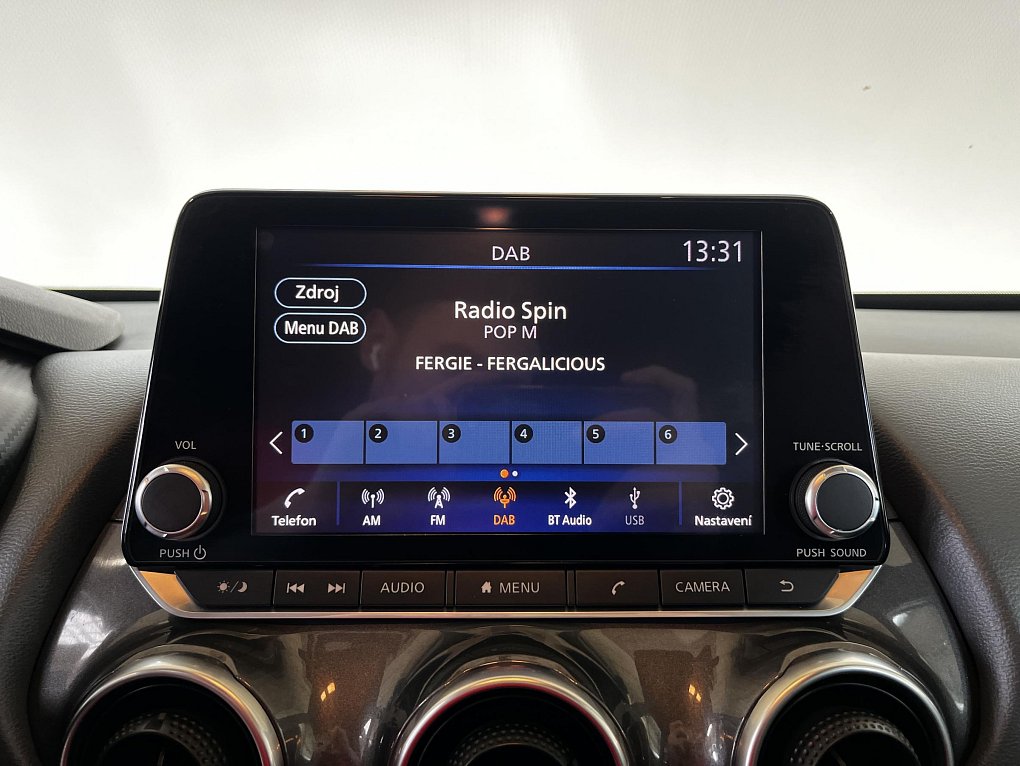 DAB 13:31
Zdroj
Radio Spin
Menu DAB
POP M
FERGIE - FERGALICIOUS
1 2 3 4 5 6
Telefon AM FM DAB BT Audio USB Nastavení
VOL
TUNE·SCROLL
PUSH
PUSH SOUND
AUDIO MENU CAMERA